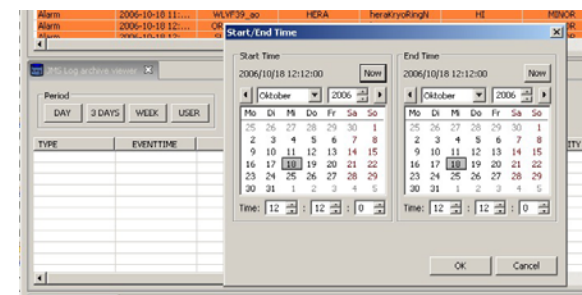 Alarm 2006-10-18 11:... WLVF39_ao HERA heraKryoRingN HI MINOR
Alarm 2006-10-18 12:
Start/End Time
JMS Log archive viewer
Start Time
End Time
2006/10/18 12:12:00 Now
2006/10/18 12:12:00 Now
Period
DAY 3 DAYS WEEK USER
Oktober 2006
Oktober 2006
Mo Di Mi Do Fr Sa So
25 26 27 28 29 30 1
2 3 4 5 6 7 8
9 10 11 12 13 14 15
16 17 18 19 20 21 22
23 24 25 26 27 28 29
30 31 1 2 3 4 5
Mo Di Mi Do Fr Sa So
25 26 27 28 29 30 1
2 3 4 5 6 7 8
9 10 11 12 13 14 15
16 17 18 19 20 21 22
23 24 25 26 27 28 29
30 31 1 2 3 4 5
TYPE EVENTTIME
Time: 12 : 12 : 0
Time: 12 : 12 : 0
OK Cancel